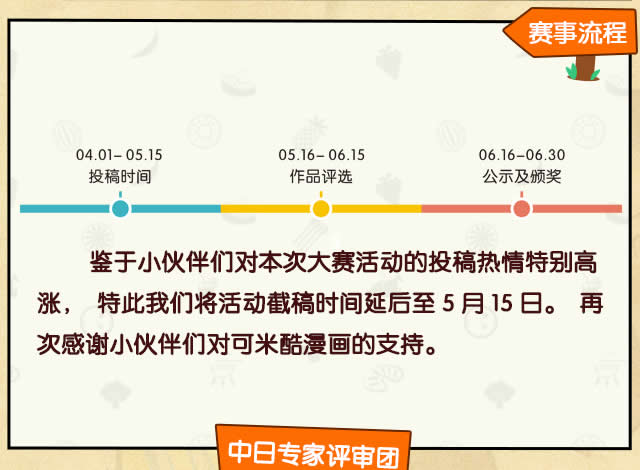 赛事流程
04.01– 05.15
05.16– 06.15
06.16-06.30
投稿时间
作品评选
公示及颁奖
鉴于小伙伴们对本次大赛活动的投稿热情特别高
涨， 特此我们将活动截稿时间延后至 5 月 15 日。 再
次感谢小伙伴们对可米酷漫画的支持。
中日专家评审团